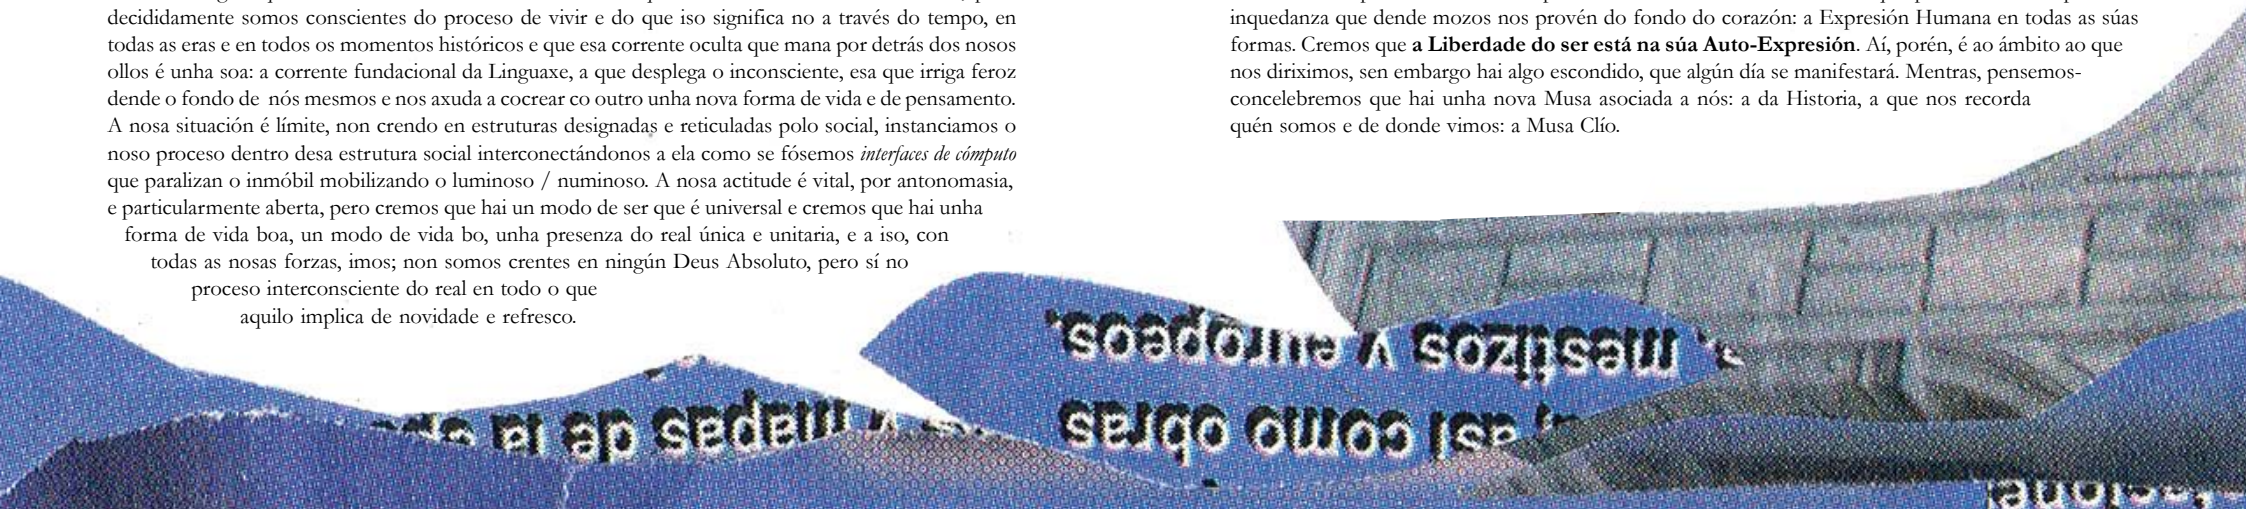 decididamente somos conscientes do proceso de vivir e do que iso significa no a través do tempo, en
todas as eras e en todos os momentos históricos e que esa corrente oculta que mana por detrás dos nosos
ollos é unha soa: a corrente fundacional da Linguaxe, a que desplega o inconsciente, esa que irriga feroz
dende o fondo de nós mesmos e nos axuda a cocrear co outro unha nova forma de vida e de pensamento.
A nosa situación é límite, non crendo en estruturas designadas e reticuladas polo social, instanciamos o
noso proceso dentro desa estrutura social interconectándonos a ela como se fósemos interfaces de cómputo
que paralizan o inmóbil mobilizando o luminoso / numinoso. A nosa actitude é vital, por antonomasia,
e particularmente aberta, pero cremos que hai un modo de ser que é universal e cremos que hai unha
forma de vida boa, un modo de vida bo, unha presenza do real única e unitaria, e a iso, con
todas as nosas forzas, imos; non somos crentes en ningún Deus Absoluto, pero sí no
proceso interconsciente do real en todo o que
aquilo implica de novidade e refresco.
inquedanza que dende mozos nos provén do fondo do corazón: a Expresión Humana en todas as súas
formas. Cremos que a Liberdade do ser está na súa Auto-Expresión. Aí, porén, é ao ámbito ao que
nos diriximos, sen embargo hai algo escondido, que algún día se manifestará. Mentras, pensemos-
concelebremos que hai unha nova Musa asociada a nós: a da Historia, a que nos recorda
quén somos e de donde vimos: a Musa Clío.
y mapas de la
así como obras
mestizos y europeos.